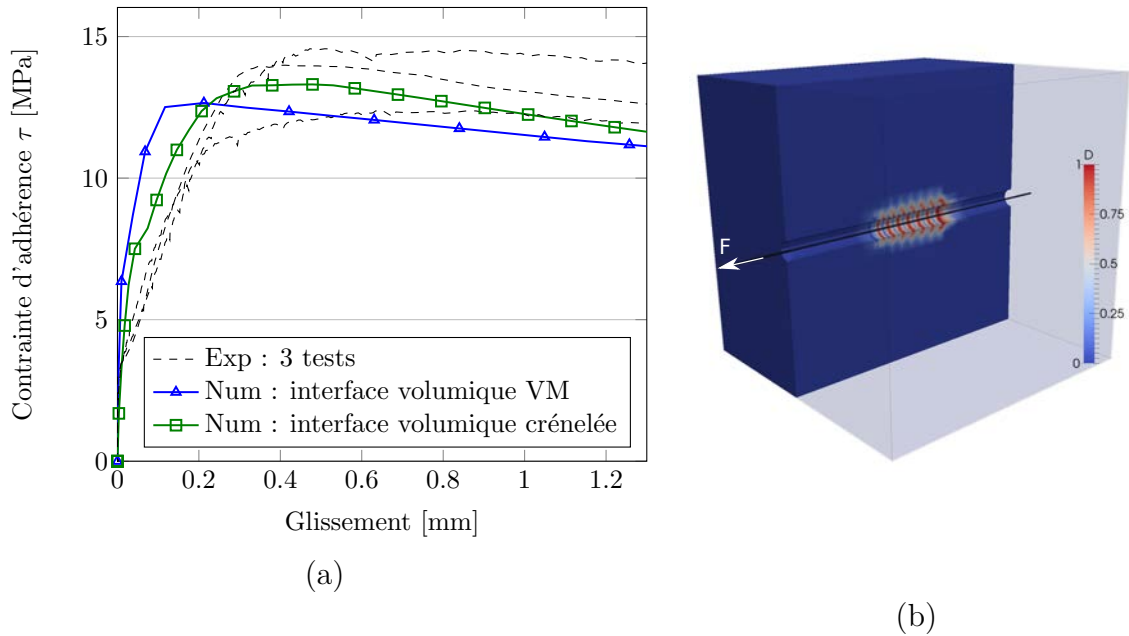 15
10
5
0
Contrainte d'adhérence τ [MPa]
Exp : 3 tests
Num : interface volumique VM
Num : interface volumique crénelée
0 0.2 0.4 0.6 0.8 1 1.2
Glissement [mm]
(a)
F
D
1
0.75
0.5
0.25
0
(b)